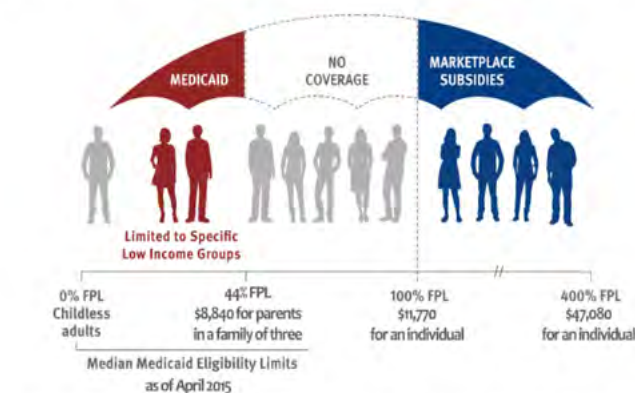 MEDICAID
NO
COVERAGE
MARKETPLACE
SUBSIDIES
Limited to Specific
Low Income Groups
0% FPL
Childless
adults
44% FPL
$8,840 for parents
in a family of three
100% FPL
$11,770
for an individual
400% FPL
$47,080
for an individual
Median Medicaid Eligibility Limits
as of April 2015